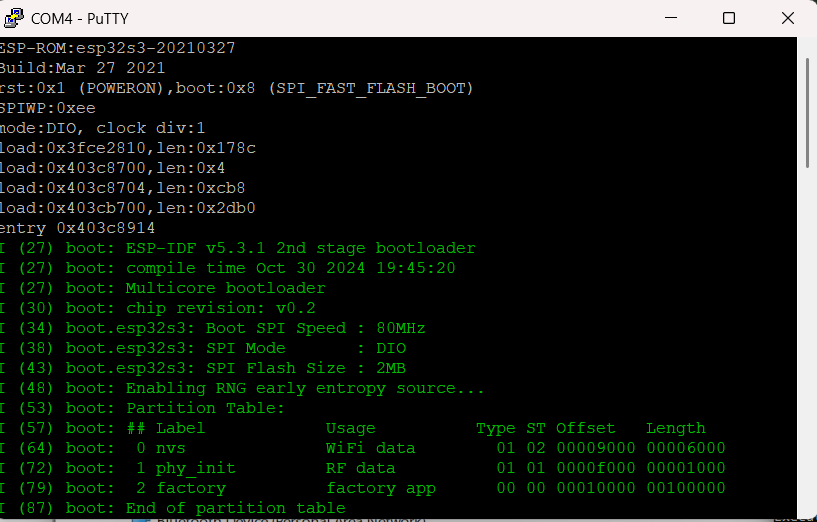 COM4 - PuTTY
ESP-ROM:esp32s3-20210327
Build:Mar 27 2021
rst:0x1 (POWERON),boot:0x8 (SPI_FAST_FLASH_BOOT)
SPIWP:0xee
mode:DIO, clock div:1
load:0x3fce2810,len:0x178c
load:0x403c8700,len:0x4
load:0x403c8704,len:0xcb8
load:0x403cb700,len:0x2db0
entry 0x403c8914
I (27) boot: ESP-IDF v5.3.1 2nd stage bootloader
I (27) boot: compile time Oct 30 2024 19:45:20
I (27) boot: Multicore bootloader
I (30) boot: chip revision: v0.2
I (34) boot.esp32s3: Boot SPI Speed : 80MHz
I (38) boot.esp32s3: SPI Mode       : DIO
I (43) boot.esp32s3: SPI Flash Size : 2MB
I (48) boot: Enabling RNG early entropy source...
I (53) boot: Partition Table:
I (57) boot: ## Label            Usage          Type ST Offset   Length
I (64) boot:  0 nvs              WiFi data        01 02 00009000 00006000
I (72) boot:  1 phy_init         RF data          01 01 0000f000 00001000
I (79) boot:  2 factory          factory app      00 00 00010000 00100000
I (87) boot: End of partition table